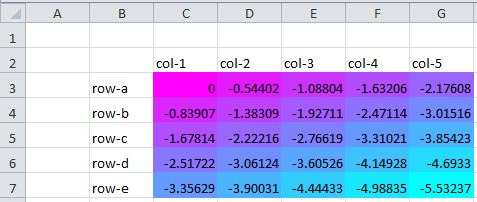 A B C D E F G
1
2 col-1 col-2 col-3 col-4 col-5
3 row-a 0 -0.54402 -1.08804 -1.63206 -2.17608
4 row-b -0.83907 -1.38309 -1.92711 -2.47114 -3.01516
5 row-c -1.67814 -2.22216 -2.76619 -3.31021 -3.85423
6 row-d -2.51722 -3.06124 -3.60526 -4.14928 -4.6933
7 row-e -3.35629 -3.90031 -4.44433 -4.98835 -5.53237